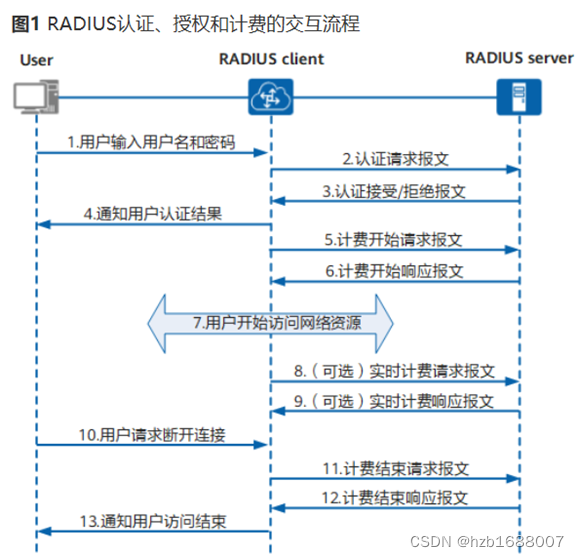 图1 RADIUS认证、授权和计费的交互流程
User
RADIUS client
RADIUS server
1.用户输入用户名和密码
2.认证请求报文
3.认证接受/拒绝报文
4.通知用户认证结果
5.计费开始请求报文
6.计费开始响应报文
7.用户开始访问网络资源
8.（可选）实时计费请求报文
9.（可选）实时计费响应报文
10.用户请求断开连接
11.计费结束请求报文
12.计费结束响应报文
13.通知用户访问结束
CSDN @hzb1688007